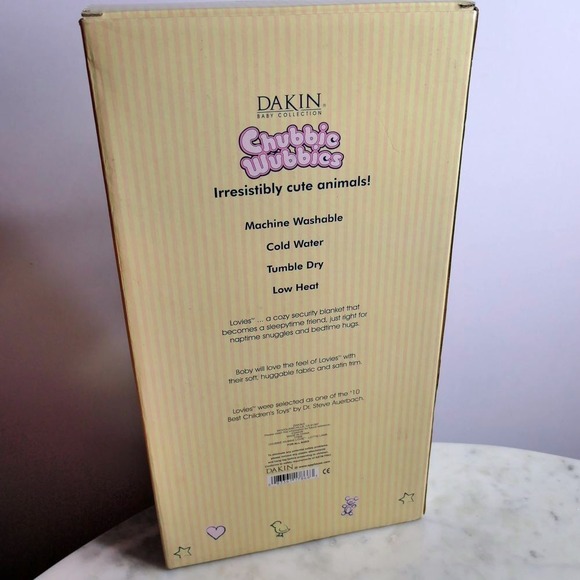 DAKIN®
BABY COLLECTION
Chubbie
Wubbies
Irresistibly cute animals!
Machine Washable
Cold Water
Tumble Dry
Low Heat
Lovies™ ... a cozy security blanket that
becomes a sleepytime friend, just right for
naptime snuggles and bedtime hugs.
Baby will love the feel of Lovies™ with
their soft, huggable fabric and satin trim.
Lovies™ were selected as one of the "10
Best Children's Toys" by Dr. Steve Auerbach.
DAKIN
CE